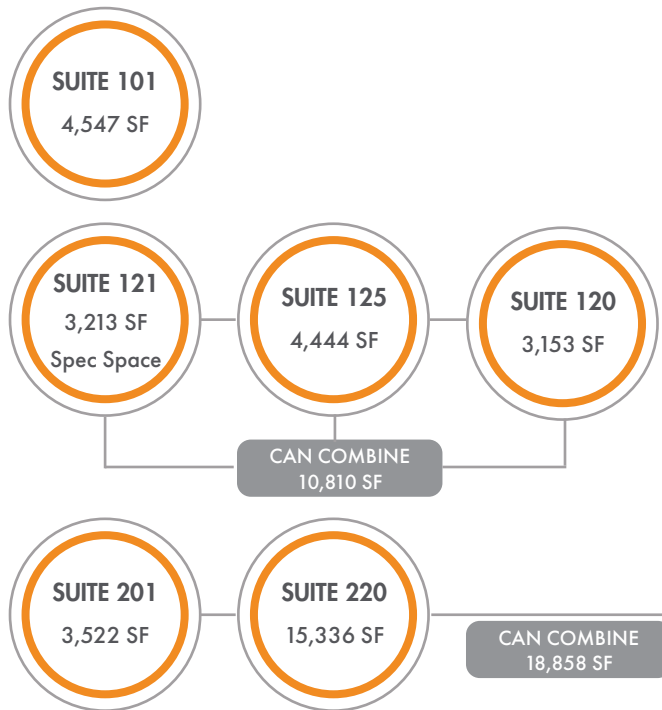 SUITE 101
4,547 SF
SUITE 121
3,213 SF
Spec Space
SUITE 125
4,444 SF
SUITE 120
3,153 SF
CAN COMBINE
10,810 SF
SUITE 201
3,522 SF
SUITE 220
15,336 SF
CAN COMBINE
18,858 SF